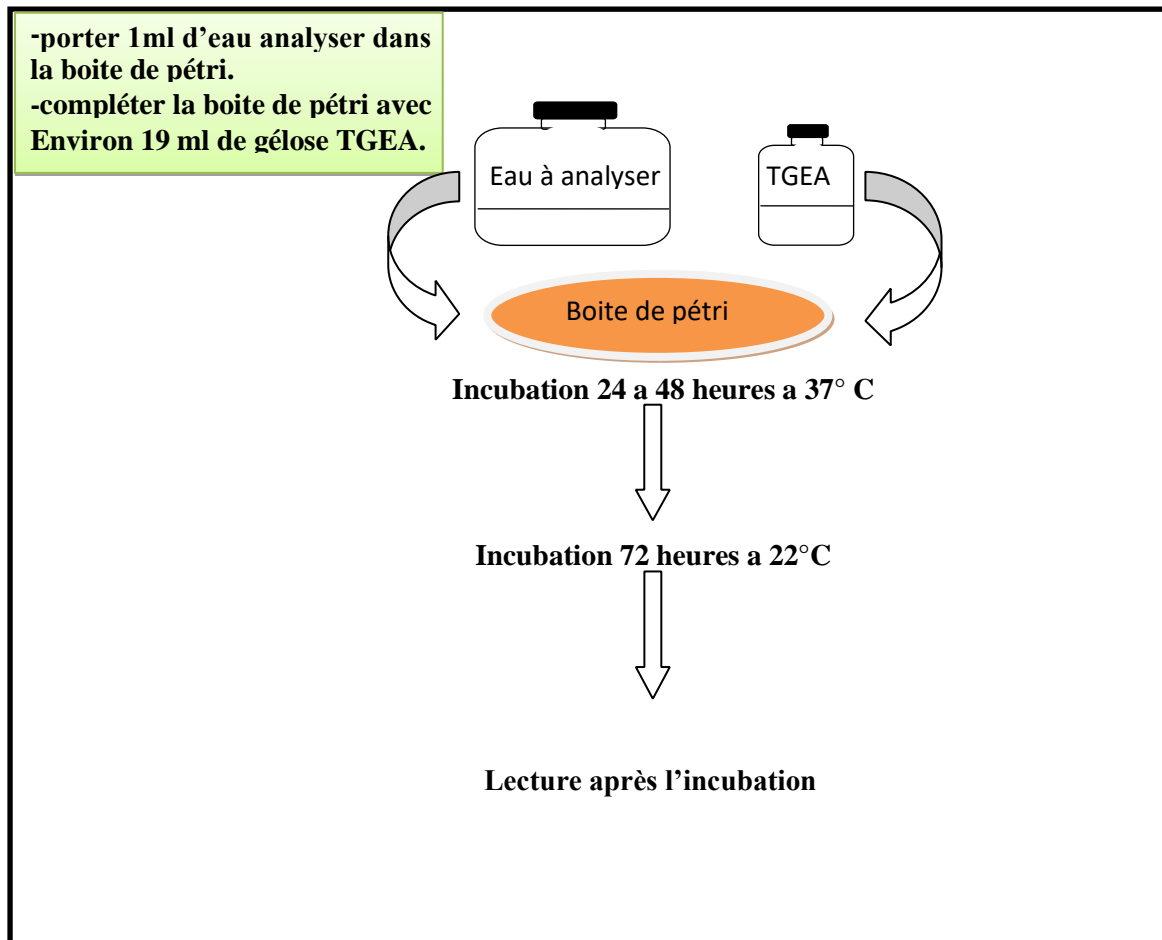 -porter 1ml d’eau analyser dans
la boite de pétri.
-compléter la boite de pétri avec
Environ 19 ml de gélose TGEA.
Eau à analyser
TGEA
Boite de pétri
Incubation 24 a 48 heures a 37° C
Incubation 72 heures a 22°C
Lecture après l’incubation